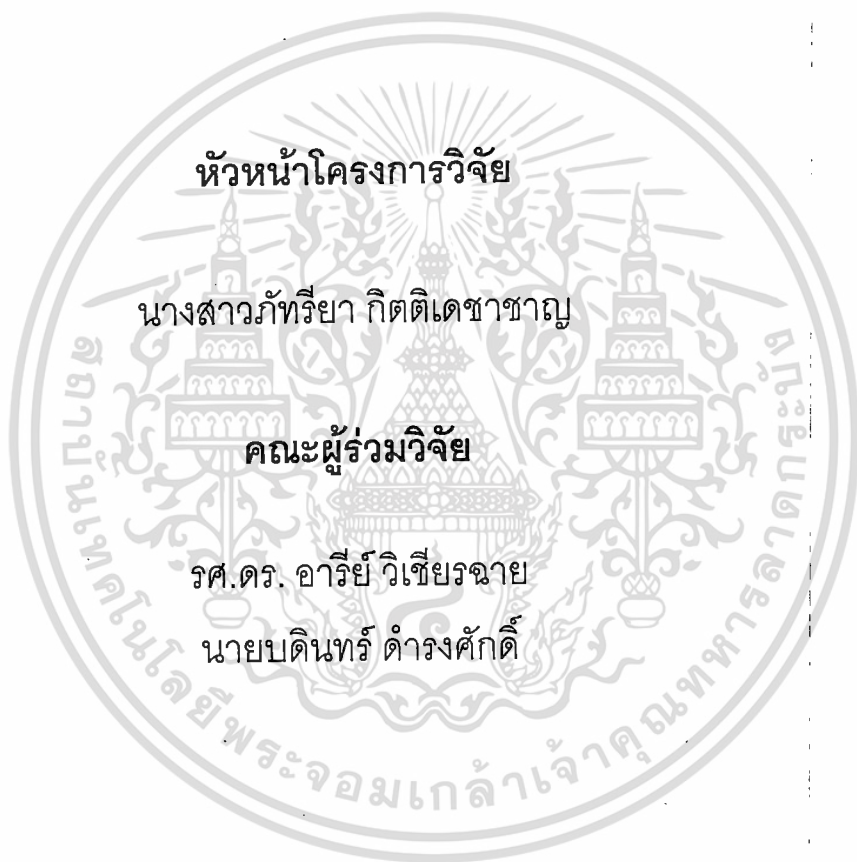 หัวหน้าโครงการวิจัย
นางสาวภัทรียา กิตติเดชาชาญ
คณะผู้ร่วมวิจัย
รศ.ดร. อารีย์ วิเชียรฉาย
นายบดินทร์ ดำรงศักดิ์
สถาบันเทคโนโลยีพระจอมเกล้าเจ้าคุณทหารลาดกระบัง